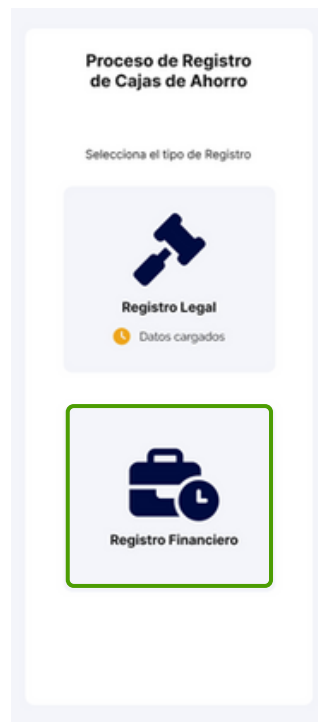 Proceso de Registro
de Cajas de Ahorro
Selecciona el tipo de Registro
Registro Legal
Datos cargados
Registro Financiero